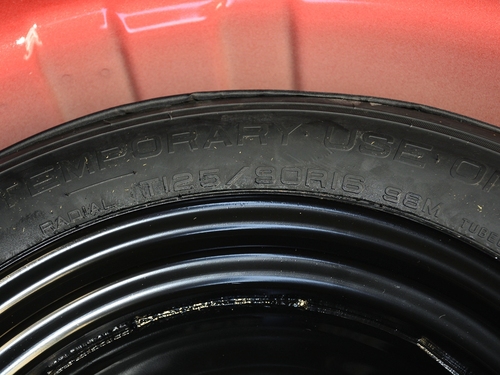 TEMPORARY USE
RADIAL T125/90R16 98M